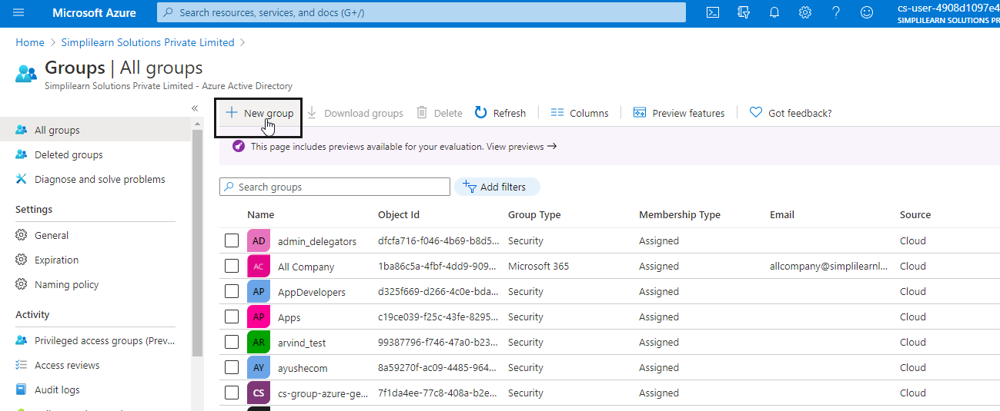 Microsoft Azure
Search resources, services, and docs (G+/)
cs-user-4908d1097e4
SIMPLILEARN SOLUTIONS PR
Home > Simplilearn Solutions Private Limited >
Groups | All groups
Simplilearn Solutions Private Limited - Azure Active Directory
All groups
Deleted groups
Diagnose and solve problems
Settings
General
Expiration
Naming policy
Activity
Privileged access groups (Prev...
Access reviews
Audit logs
New group Download groups Delete Refresh Columns Preview features Got feedback?
This page includes previews available for your evaluation. View previews →
Search groups
Add filters
Name Object Id Group Type Membership Type Email Source
AD admin_delegators dfcfa716-f046-4b69-b8d5... Security Assigned Cloud
AC All Company 1ba86c5a-4fbf-4dd9-909... Microsoft 365 Assigned allcompany@simplilearnl... Cloud
AP AppDevelopers d325f669-d266-4c0e-bda... Security Assigned Cloud
AP Apps c19ce039-f25c-43fe-8295... Security Assigned Cloud
AR arvind_test 99387796-f746-47a0-b23... Security Assigned Cloud
AY ayushecom 8a59270f-ac09-4485-964... Security Assigned Cloud
CS cs-group-azure-ge... 7f1da4ee-77c8-408a-b2e... Security Assigned Cloud